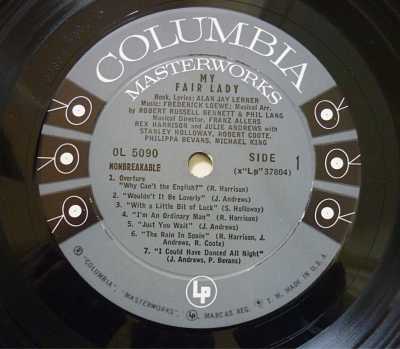 COLUMBIA
MASTERWORKS
MY
FAIR LADY
Book, Lyrics: ALAN JAY LERNER
Music: FREDERICK LOEWE; Musical Arr.
by ROBERT RUSSELL BENNETT & PHIL LANG
Musical Director, FRANZ ALLERS
REX HARRISON and JULIE ANDREWS with
STANLEY HOLLOWAY, ROBERT COOTE,
PHILIPPA BEVANS, MICHAEL KING
OL 5090
SIDE 1
NONBREAKABLE
(x"Lp"37804)
1. Overture
"Why Can't the English?" (R. Harrison)
2. "Wouldn't It Be Loverly" (J. Andrews)
3. "With a Little Bit of Luck" (S. Holloway)
4. "I'm An Ordinary Man" (R. Harrison)
5. "Just You Wait" (J. Andrews)
6. "The Rain In Spain" (R. Harrison, J.
Andrews, R. Coote)
7. "I Could Have Danced All Night"
(J. Andrews, P. Bevans)
LP
"COLUMBIA", "MASTERWORKS", MARCAS REG. T. M. MADE IN U.S.A.